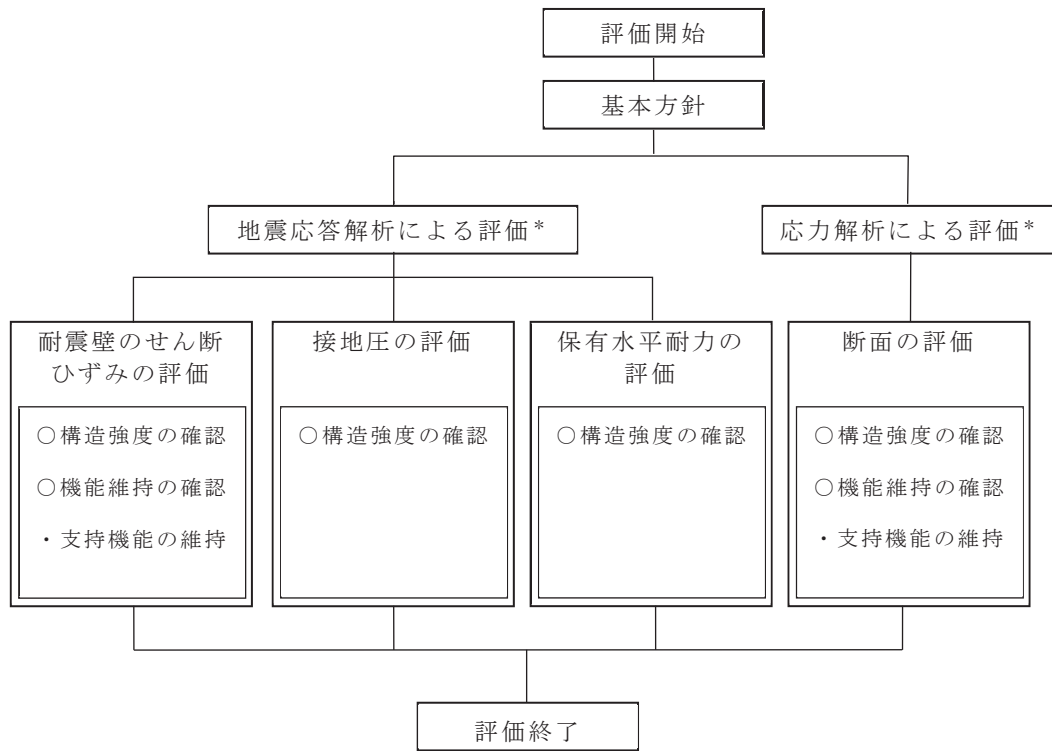 評価開始
基本方針
地震応答解析による評価*
応力解析による評価*
耐震壁のせん断
ひずみの評価
○構造強度の確認
○機能維持の確認
・支持機能の維持
接地圧の評価
○構造強度の確認
保有水平耐力の
評価
○構造強度の確認
断面の評価
○構造強度の確認
○機能維持の確認
・支持機能の維持
評価終了